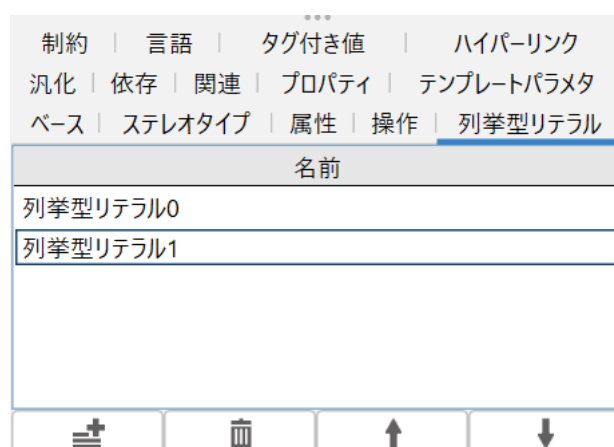 制約 言語 タグ付き値 ハイパーリンク
汎化 依存 関連 プロパティ テンプレートパラメタ
ベース ステレオタイプ 属性 操作 列挙型リテラル
名前
列挙型リテラル0
列挙型リテラル1